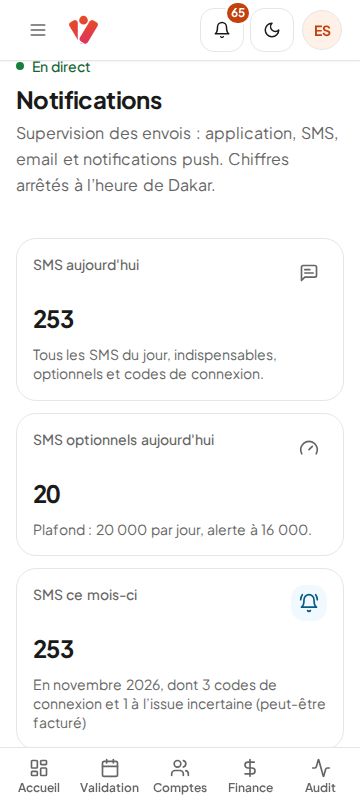 65
ES
En direct
Notifications
Supervision des envois : application, SMS,
email et notifications push. Chiffres
arrêtés à l'heure de Dakar.
SMS aujourd'hui
253
Tous les SMS du jour, indispensables,
optionnels et codes de connexion.
SMS optionnels aujourd'hui
20
Plafond : 20 000 par jour, alerte à 16 000.
SMS ce mois-ci
253
En novembre 2026, dont 3 codes de
connexion et 1 à l'issue incertaine (peut-être
facturé)
Accueil Validation Comptes Finance Audit